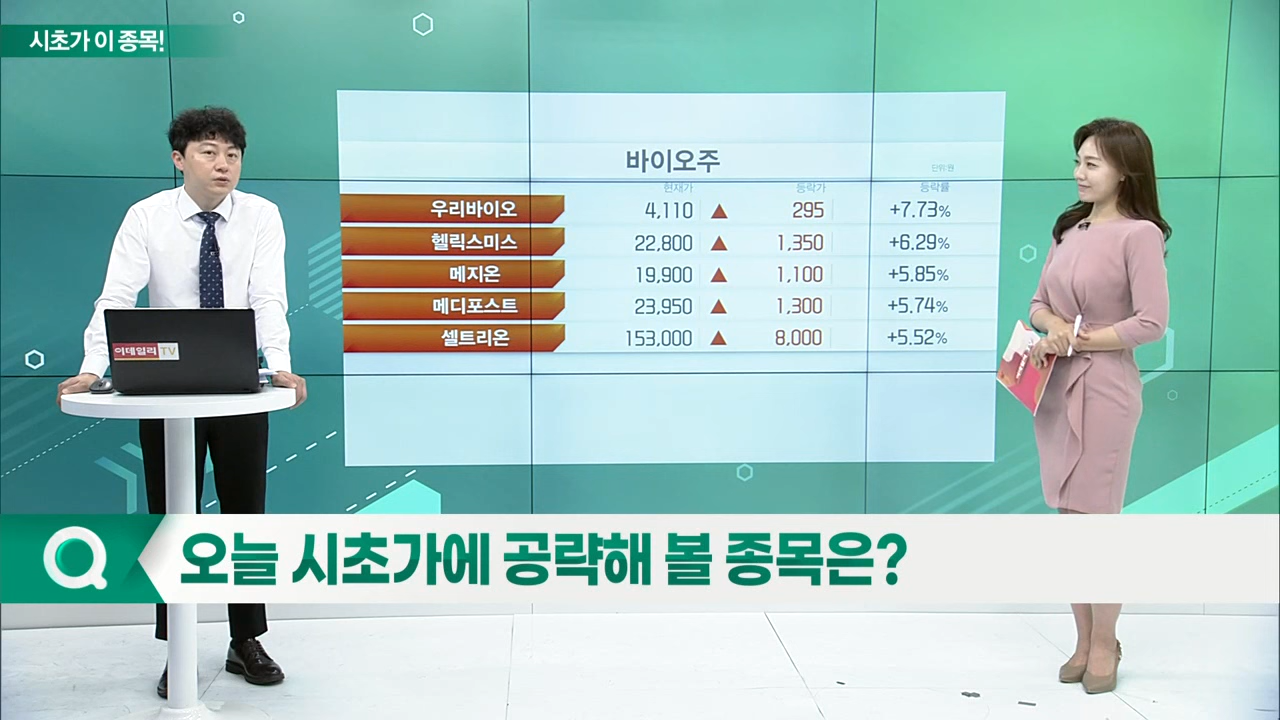 시초가 이 종목!
바이오주
단위:원
현재가 등락가 등락률
우리바이오 4,110 ▲ 295 +7.73%
헬릭스미스 22,800 ▲ 1,350 +6.29%
메지온 19,900 ▲ 1,100 +5.85%
메디포스트 23,950 ▲ 1,300 +5.74%
셀트리온 153,000 ▲ 8,000 +5.52%
이데일리TV
Q 오늘 시초가에 공략해 볼 종목은?